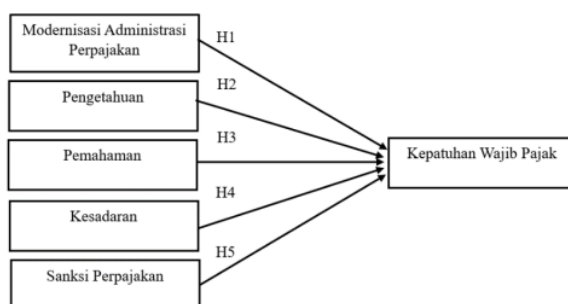 Modernisasi Administrasi
Perpajakan
H1
Pengetahuan
H2
Pemahaman
H3
Kesadaran
H4
Sanksi Perpajakan
H5
Kepatuhan Wajib Pajak